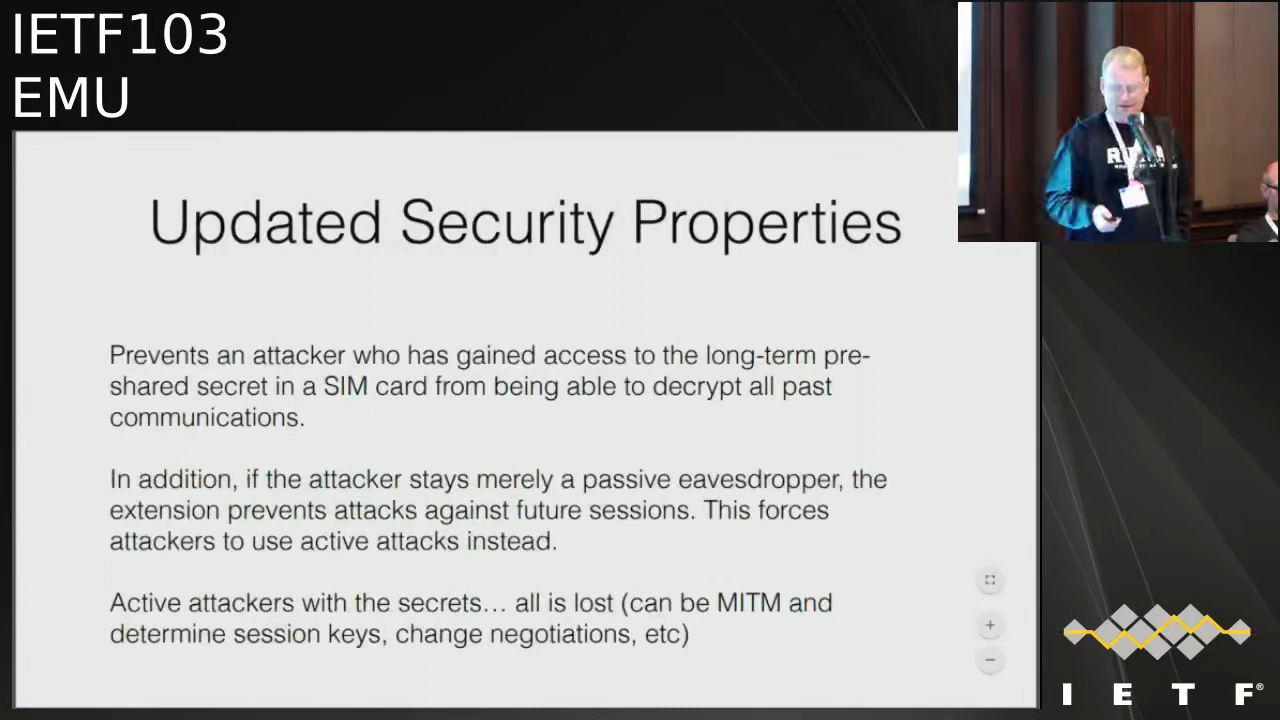 IETF103
EMU
Updated Security Properties
Prevents an attacker who has gained access to the long-term pre-
shared secret in a SIM card from being able to decrypt all past
communications.
In addition, if the attacker stays merely a passive eavesdropper, the
extension prevents attacks against future sessions. This forces
attackers to use active attacks instead.
Active attackers with the secrets… all is lost (can be MITM and
determine session keys, change negotiations, etc)
I E T F®